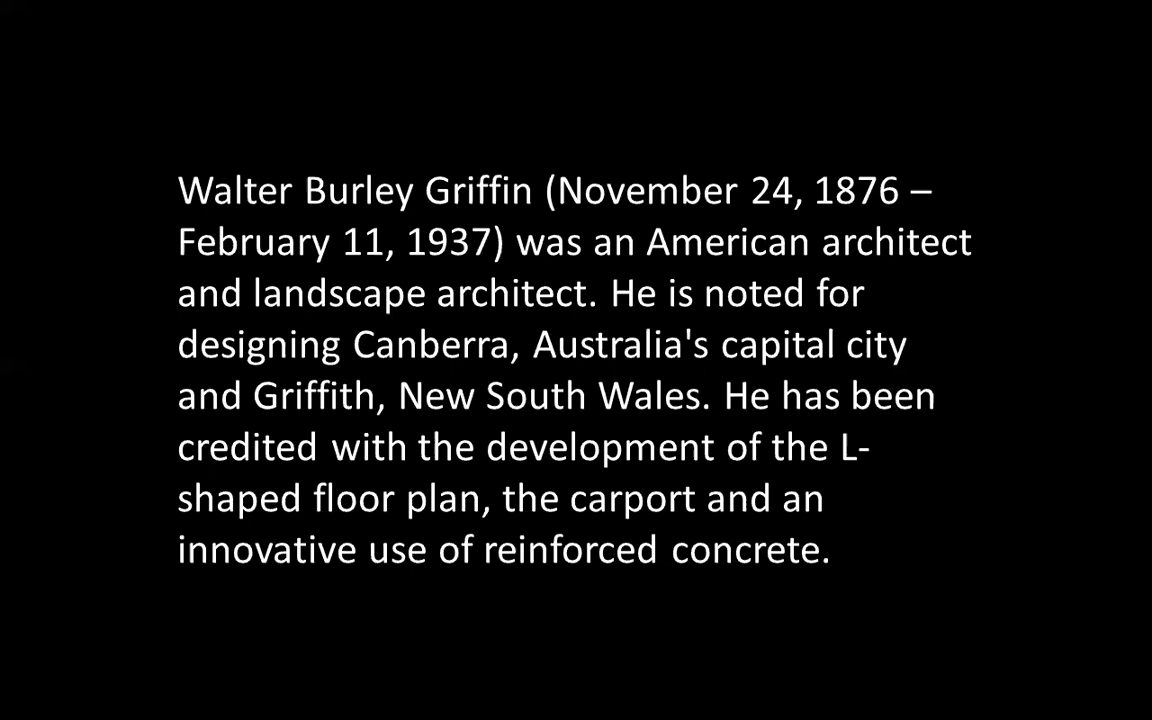 Walter Burley Griffin (November 24, 1876 –
February 11, 1937) was an American architect
and landscape architect. He is noted for
designing Canberra, Australia's capital city
and Griffith, New South Wales. He has been
credited with the development of the L-
shaped floor plan, the carport and an
innovative use of reinforced concrete.